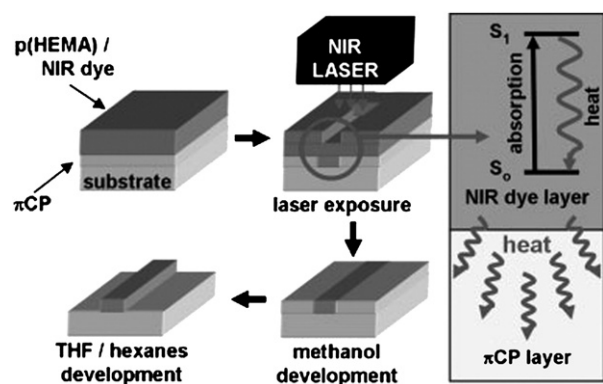 p(HEMA) /
NIR dye
πCP
substrate
NIR
LASER
laser exposure
THF / hexanes
development
methanol
development
S1
absorption
heat
So
NIR dye layer
heat
πCP layer